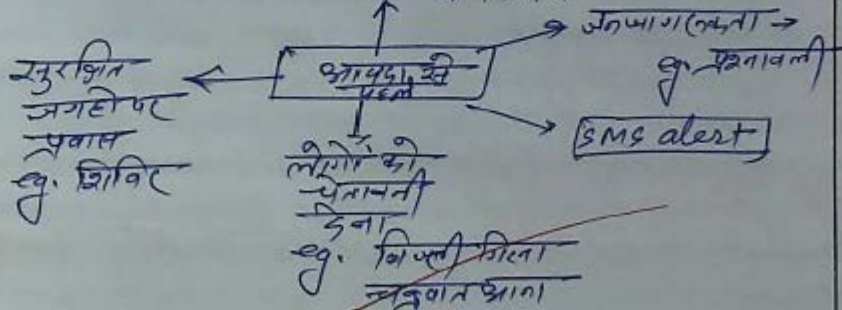 जनजागरूकता →
eg. प्रश्नावली
सुरक्षित
जगहों पर
प्रवास
eg. शिविर
आपदा से
पहले
SMS alert
लोगों को
चेतावनी
देना
eg. बिजली गिरना
चक्रवात आना